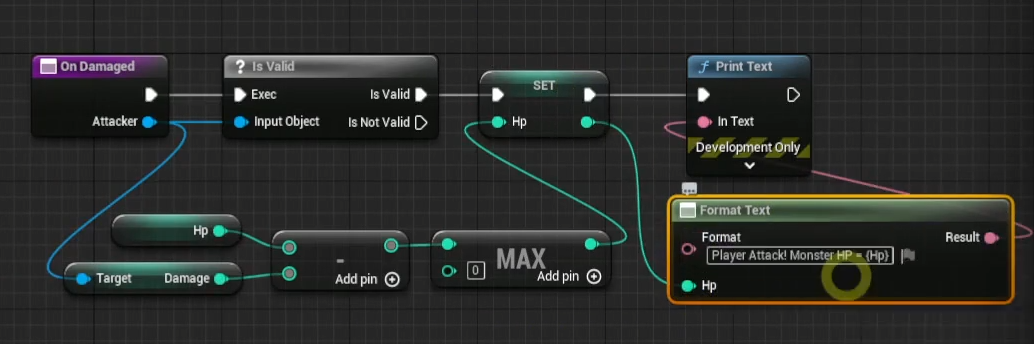 On Damaged
Attacker
? Is Valid
Exec
Is Valid
Input Object
Is Not Valid
SET
Hp
f Print Text
In Text
Development Only
Hp
Target
Damage
-
Add pin
0
MAX
Add pin
Format Text
Format
Result
Player Attack! Monster HP = {Hp}
Hp